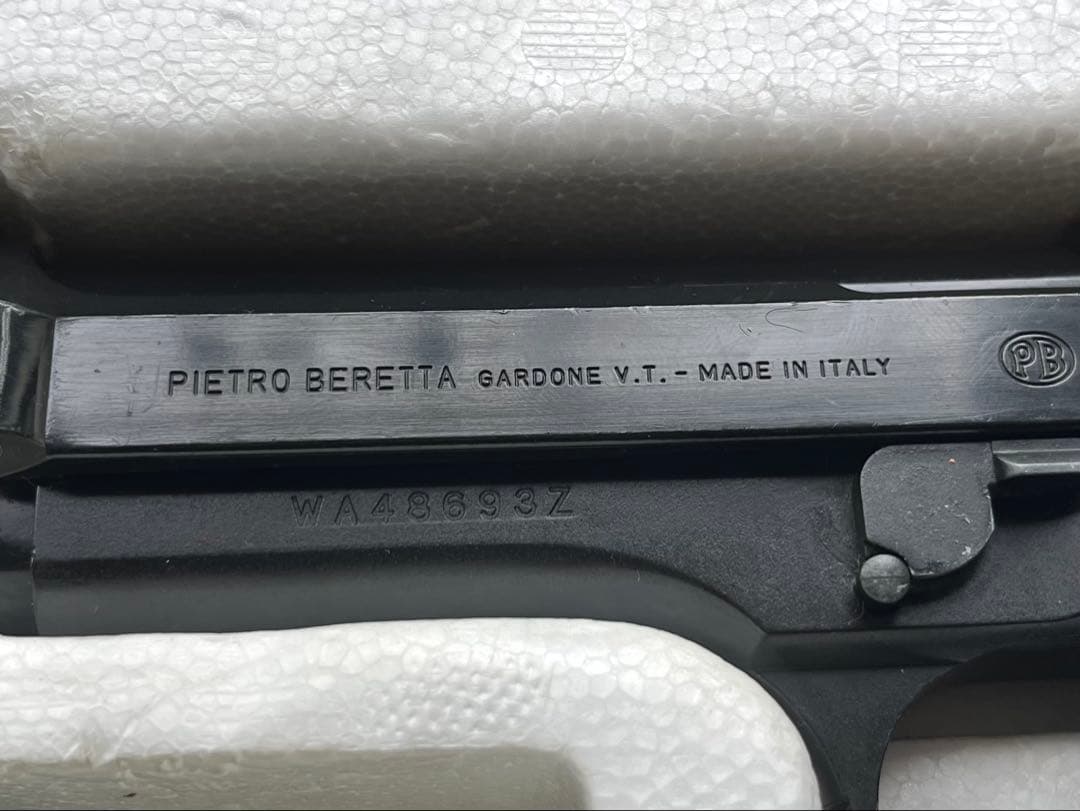 PIETRO BERETTA GARDONE V.T. - MADE IN ITALY
PB
WA48693Z